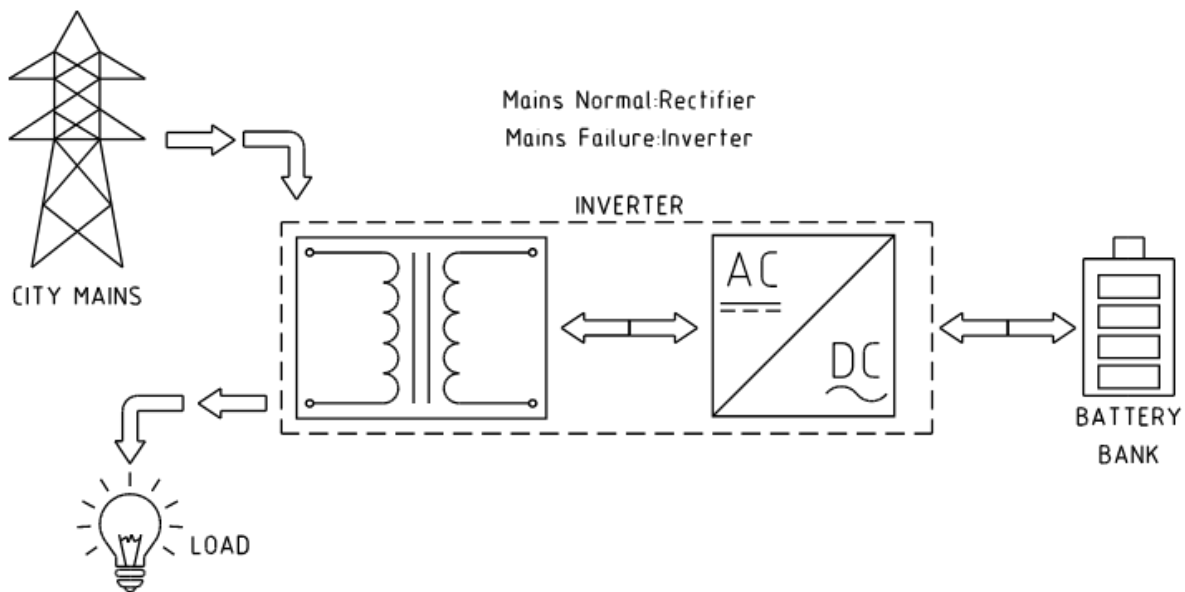 Mains Normal:Rectifier
Mains Failure:Inverter
INVERTER
CITY MAINS
AC
DC
BATTERY
BANK
LOAD